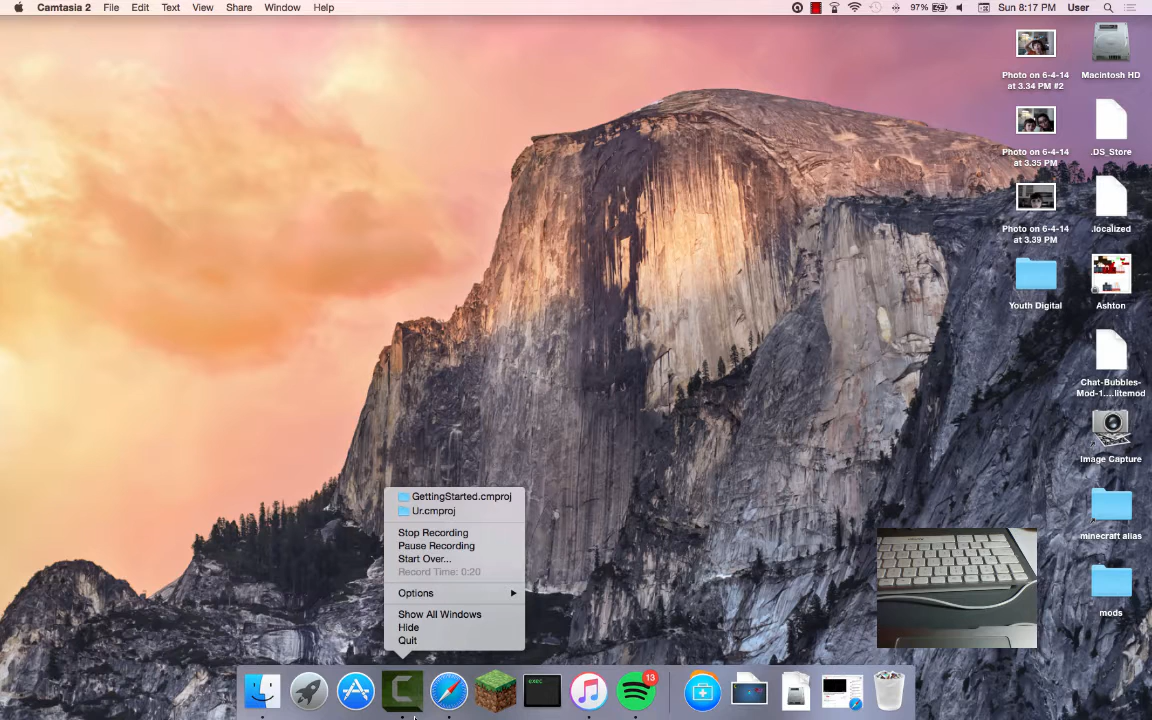 Camtasia 2 File Edit Text View Share Window Help 97% Sun 8:17 PM User
Photo on 6-4-14
at 3.34 PM #2
Macintosh HD
Photo on 6-4-14
at 3.35 PM
.DS_Store
Photo on 6-4-14
at 3.39 PM
.localized
Youth Digital
Ashton
Chat-Bubbles-
Mod-1....litemod
Image Capture
minecraft alias
mods
GettingStarted.cmproj
Ur.cmproj
Stop Recording
Pause Recording
Start Over...
Record Time: 0:20
Options
Show All Windows
Hide
Quit
exec
13